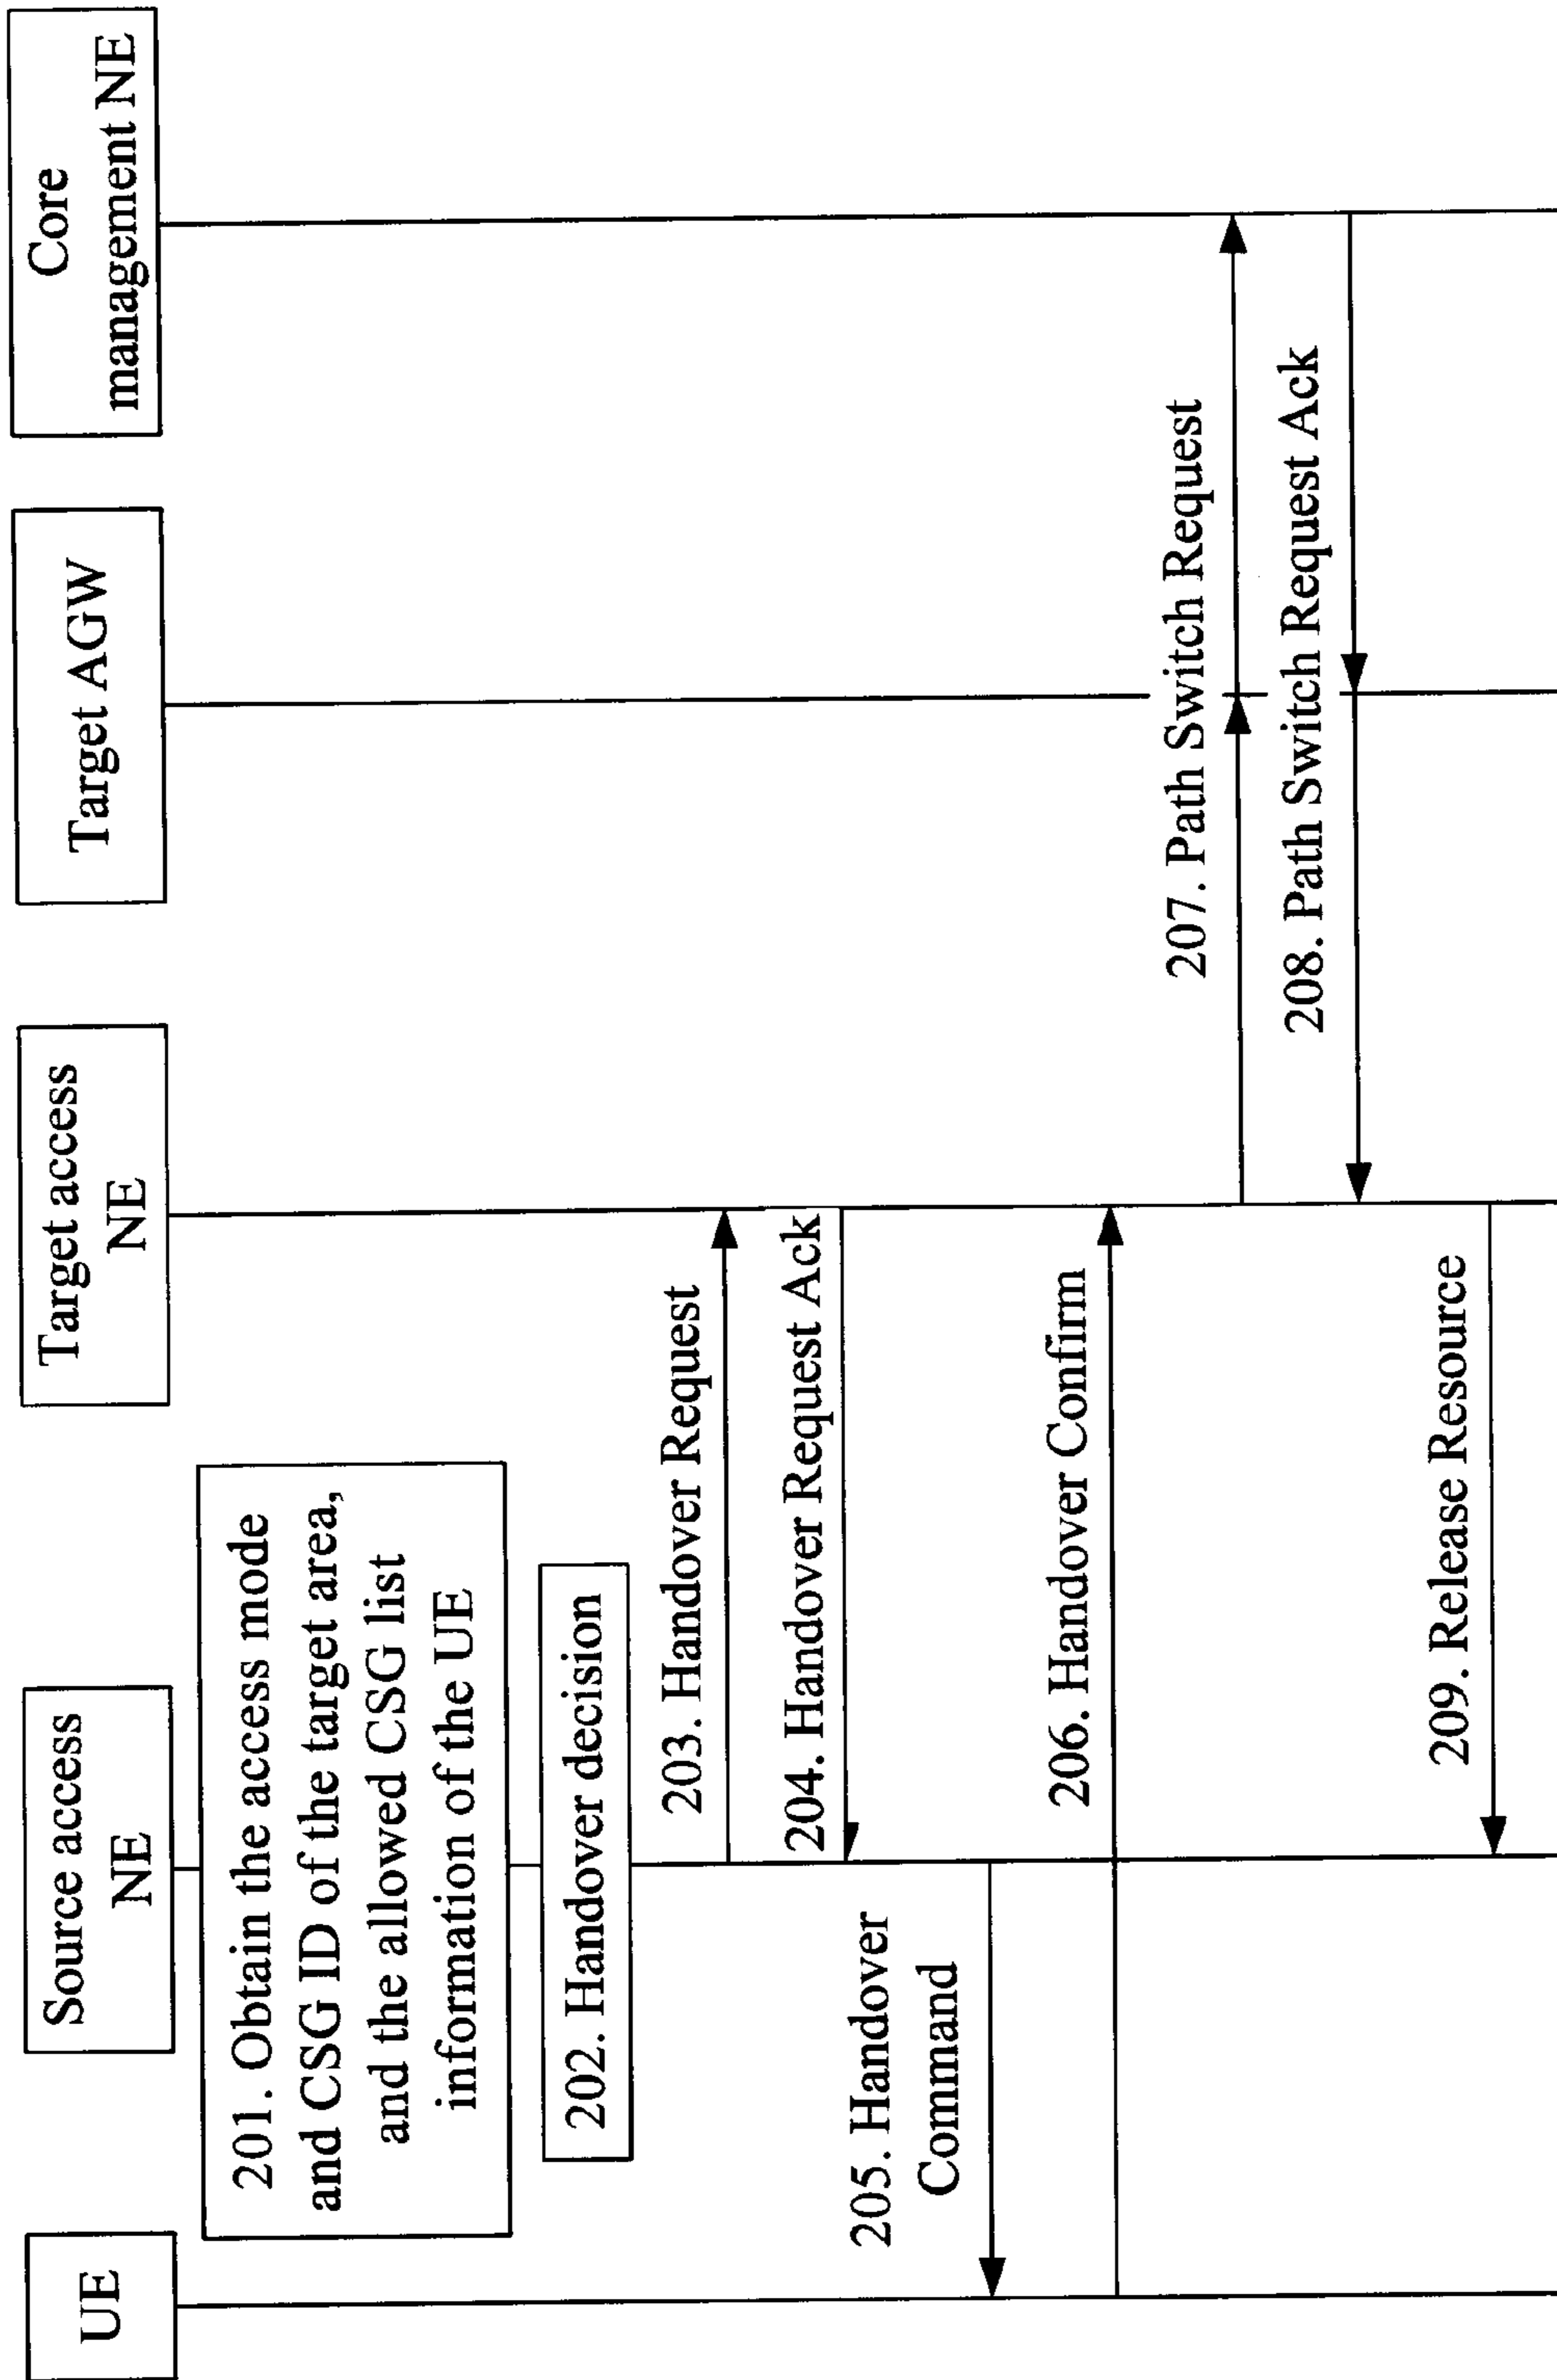 UE
Source access
NE
Target access
NE
Target AGW
Core
management NE
201. Obtain the access mode
and CSG ID of the target area,
and the allowed CSG list
information of the UE
202. Handover decision
203. Handover Request
204. Handover Request Ack
205. Handover
Command
206. Handover Confirm
207. Path Switch Request
208. Path Switch Request Ack
209. Release Resource